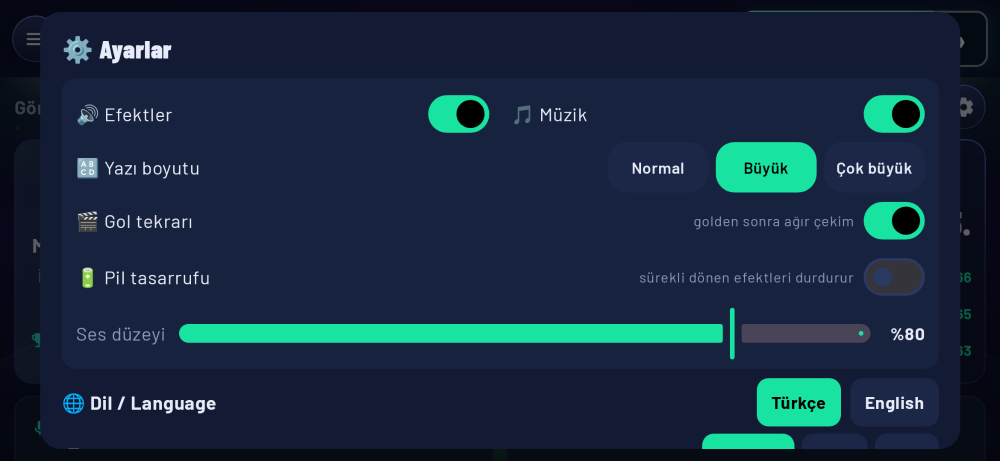 Ayarlar
Efektler
Müzik
Yazı boyutu
Normal
Büyük
Çok büyük
Gol tekrarı
golden sonra ağır çekim
Pil tasarrufu
sürekli dönen efektleri durdurur
Ses düzeyi
%80
Dil / Language
Türkçe
English